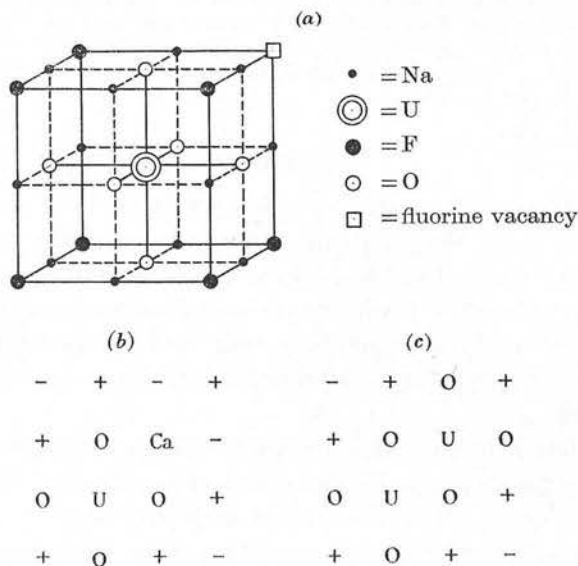 (a)
= Na
= U
= F
= O
= fluorine vacancy
(b)
(c)
− + − +
− + O +
+ O Ca −
+ O U O
O U O +
O U O +
+ O + −
+ O + −